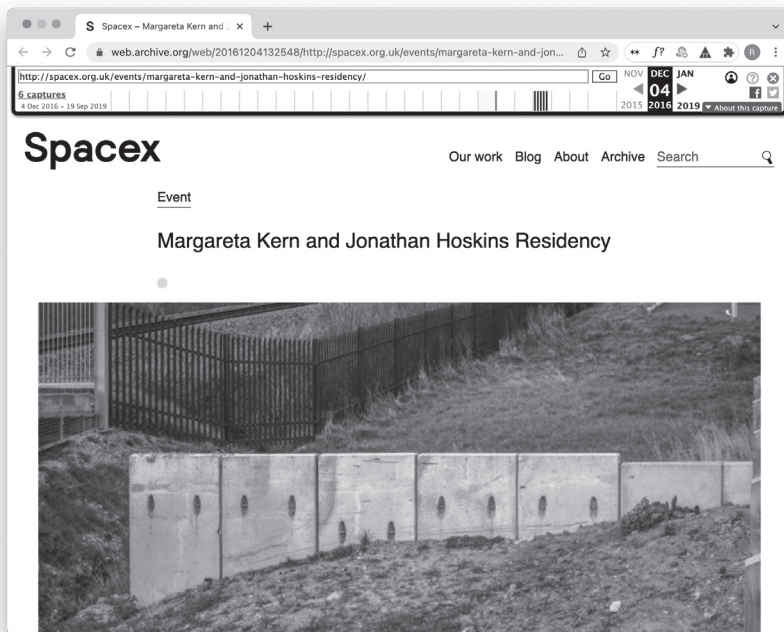 S Spacex – Margareta Kern and J
web.archive.org/web/20161204132548/http://spacex.org.uk/events/margareta-kern-and-jon...
** f? R
http://spacex.org.uk/events/margareta-kern-and-jonathan-hoskins-residency/ Go NOV DEC JAN
6 captures 04
4 Dec 2016 – 19 Sep 2019 2015 2016 2019 ▼ About this capture
Spacex
Our work Blog About Archive Search
Event
Margareta Kern and Jonathan Hoskins Residency